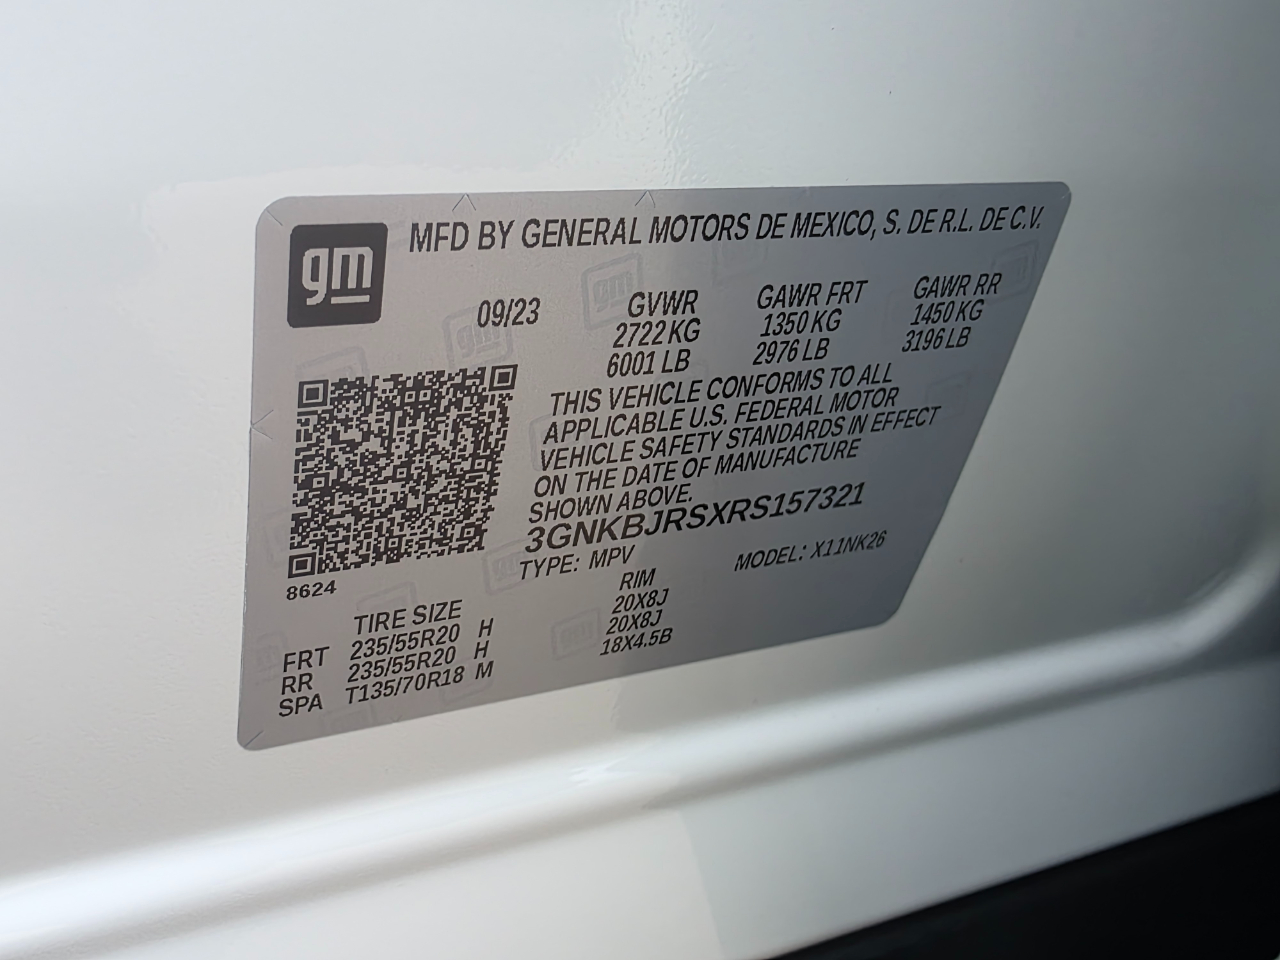 gm
MFD BY GENERAL MOTORS DE MEXICO, S. DE R.L. DE C.V.
09/23 GVWR GAWR FRT GAWR RR
2722 KG 1350 KG 1450 KG
6001 LB 2976 LB 3196 LB
THIS VEHICLE CONFORMS TO ALL
APPLICABLE U.S. FEDERAL MOTOR
VEHICLE SAFETY STANDARDS IN EFFECT
ON THE DATE OF MANUFACTURE
SHOWN ABOVE.
3GNKBJRSXRS157321
TYPE: MPV MODEL: X11NK26
8624
TIRE SIZE RIM
FRT 235/55R20 H 20X8J
RR 235/55R20 H 20X8J
SPA T135/70R18 M 18X4.5B